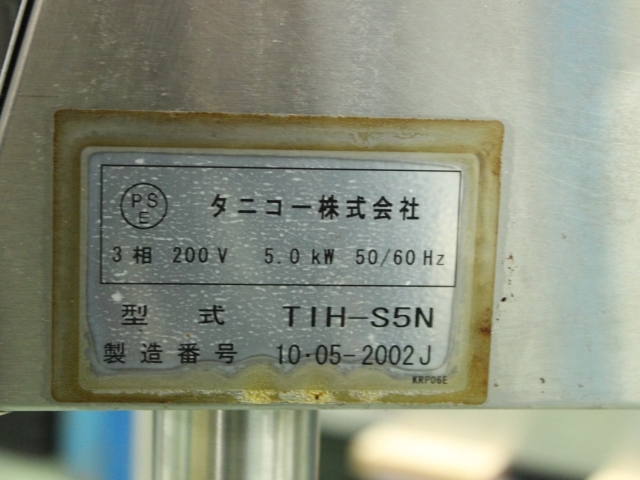 PS
E
タニコー株式会社
3相 200V 5.0kW 50/60Hz
型式 TIH-S5N
製造番号 10・05-2002J
KRP06E